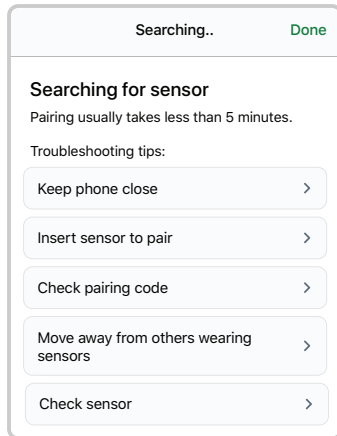 Searching..
Done
Searching for sensor
Pairing usually takes less than 5 minutes.
Troubleshooting tips:
Keep phone close
Insert sensor to pair
Check pairing code
Move away from others wearing
sensors
Check sensor